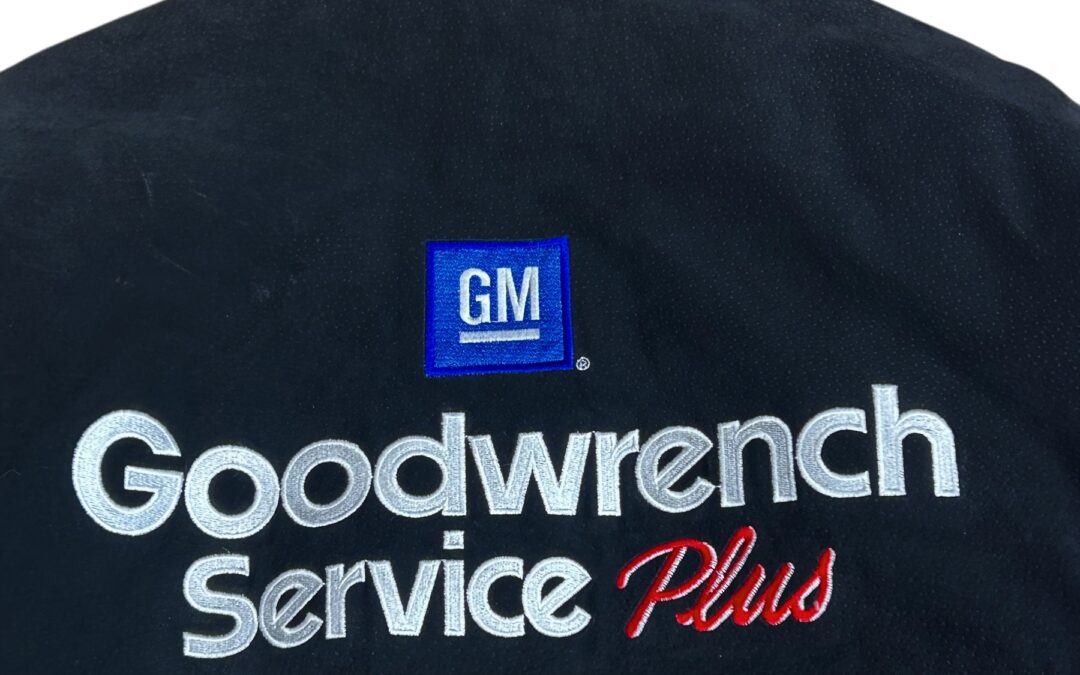 GM
®
Goodwrench
Service Plus